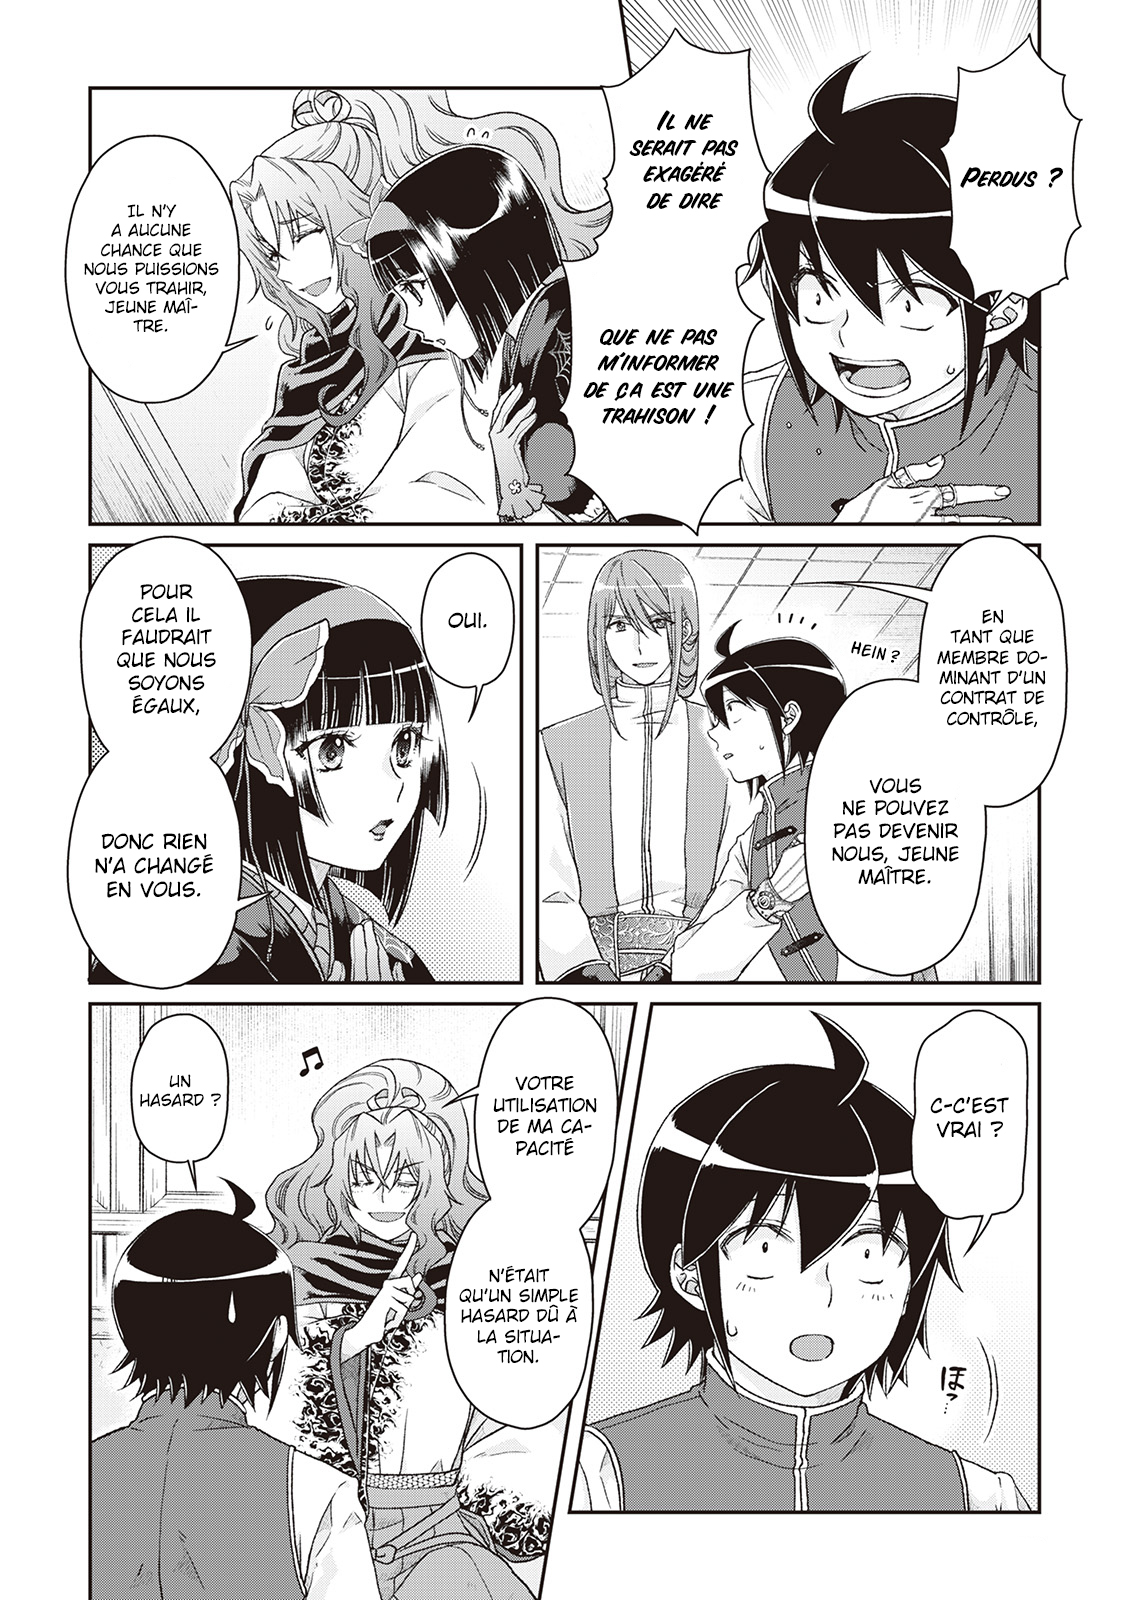 PERDUS ?
IL NE
SERAIT PAS
EXAGÉRÉ
DE DIRE
QUE NE PAS
M'INFORMER
DE ÇA EST UNE
TRAHISON !
IL N'Y
A AUCUNE
CHANCE QUE
NOUS PUISSIONS
VOUS TRAHIR,
JEUNE MAÎ-
TRE.
EN
TANT QUE
MEMBRE DO-
MINANT D'UN
CONTRAT DE
CONTRÔLE,
HEIN ?
VOUS
NE POUVEZ
PAS DEVENIR
NOUS, JEUNE
MAÎTRE.
OUI.
POUR
CELA IL
FAUDRAIT
QUE NOUS
SOYONS
ÉGAUX,
DONC RIEN
N'A CHANGÉ
EN VOUS.
C-C'EST
VRAI ?
ほっ…
VOTRE
UTILISATION
DE MA CA-
PACITÉ
N'ÉTAIT
QU'UN SIMPLE
HASARD DÛ À
LA SITUA-
TION.
UN
HASARD ?